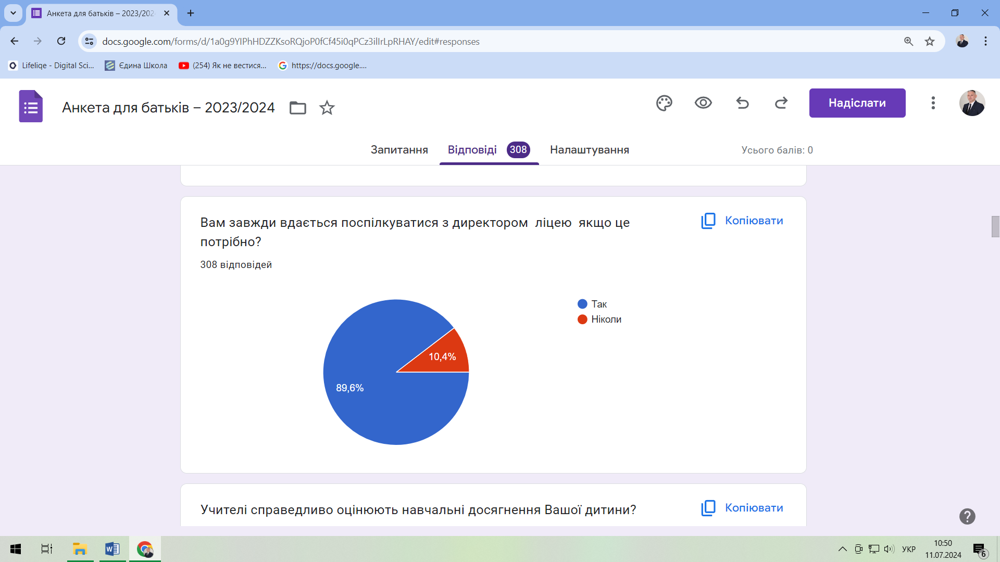 Анкета для батьків – 2023/202
docs.google.com/forms/d/1a0g9YIPhHDZZKsoRQjoP0fCf45i0qPCz3ilIrLpRHAY/edit#responses
Lifeliqe - Digital Sci...
Єдина Школа
(254) Як не вестися...
https://docs.google....
Анкета для батьків – 2023/2024
Надіслати
Запитання
Відповіді 308
Налаштування
Усього балів: 0
Вам завжди вдається поспілкуватися з директором ліцею якщо це
потрібно?
Копіювати
308 відповідей
Так
Ніколи
10,4%
89,6%
Учителі справедливо оцінюють навчальні досягнення Вашої дитини?
Копіювати
УКР
10:50
11.07.2024
6